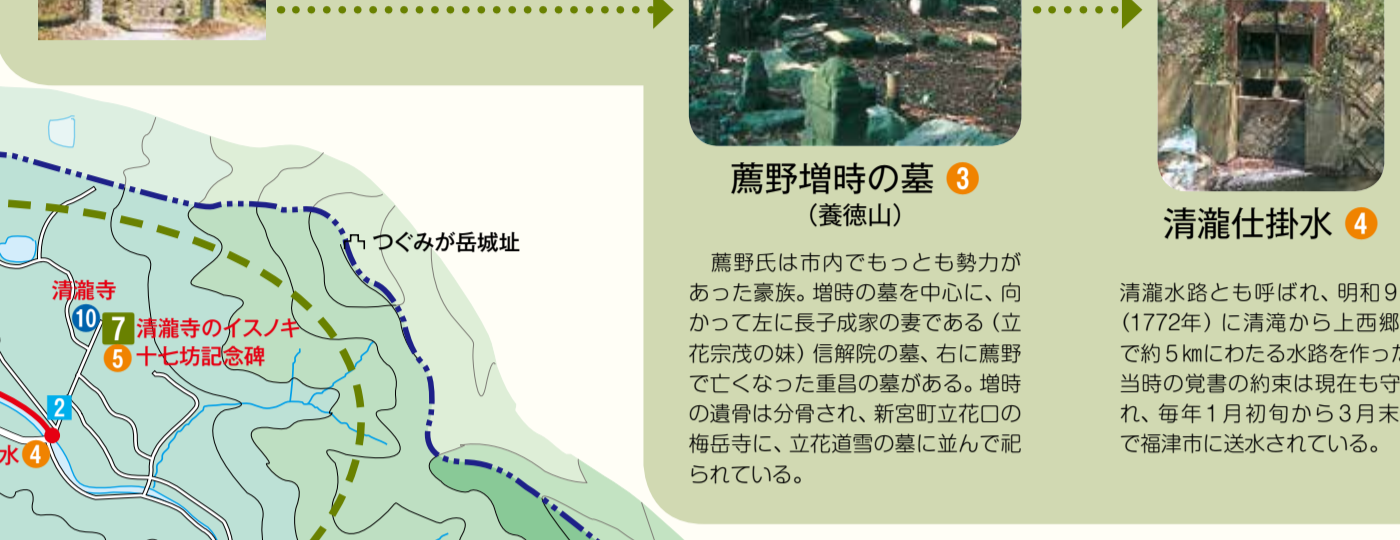 つぐみが岳城址
清瀧寺
10
7
清瀧寺のイスノキ
5
十七坊記念碑
2
水 4
薦野増時の墓 3
（養徳山）
薦野氏は市内でもっとも勢力が
あった豪族。増時の墓を中心に、向
かって左に長子成家の妻である（立
花宗茂の妹）信解院の墓、右に薦野
で亡くなった重昌の墓がある。増時
の遺骨は分骨され、新宮町立花口の
梅岳寺に、立花道雪の墓に並んで祀
られている。
清瀧仕掛水 4
清瀧水路とも呼ばれ、明和９
（1772年）に清滝から上西郷
で約５㎞にわたる水路を作った
当時の覚書の約束は現在も守
れ、毎年１月初旬から３月末
で福津市に送水されている。